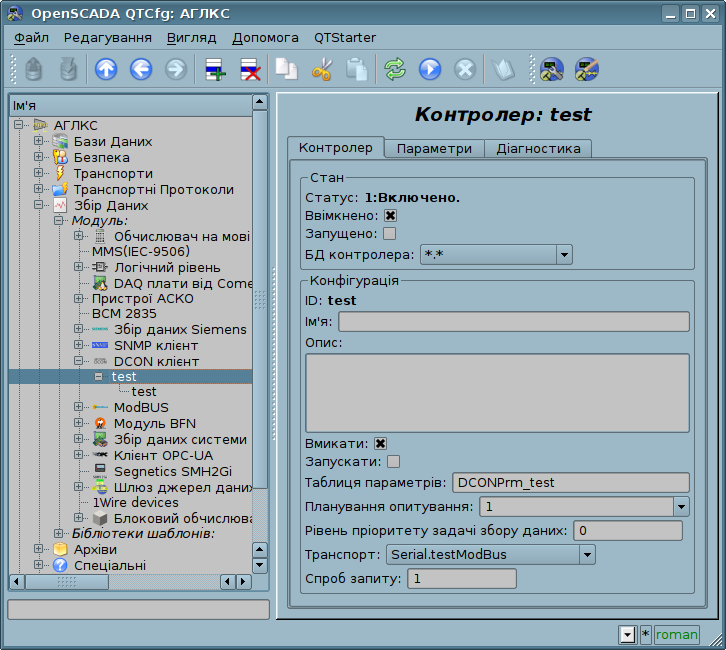 OpenSCADA QTCfg: АГЛКС
Файл Редагування Вигляд Допомога QTStarter
Ім'я
АГЛКС
Бази Даних
Безпека
Транспорти
Транспортні Протоколи
Збір Даних
Модуль:
Обчислювач на мові
MMS(IEC-9506)
Логічний рівень
DAQ плати від Come
Пристрої АСКО
BCM 2835
Збір даних Siemens
SNMP клієнт
DCON клієнт
test
test
ModBUS
Модуль BFN
Збір даних системи
Клієнт OPC-UA
Segnetics SMH2Gi
Шлюз джерел даних
1Wire devices
Блоковий обчислюва
Бібліотеки шаблонів:
Архіви
Спеціальні
Контролер: test
Контролер Параметри Діагностика
Стан
Статус: 1:Включено.
Ввімкнено:
Запущено:
БД контролера: *.*
Конфігурація
ID: test
Ім'я:
Опис:
Вмикати:
Запускати:
Таблиця параметрів: DCONPrm_test
Планування опитування: 1
Рівень пріоритету задачі збору даних: 0
Транспорт: Serial.testModBus
Спроб запиту: 1
* roman